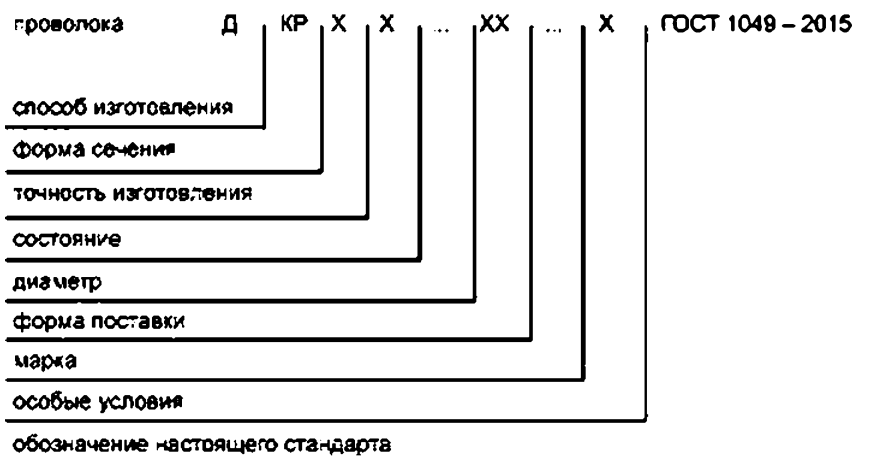 проволока Д КР Х Х ... ХХ ... Х ГОСТ 1049 – 2015
способ изготовления
форма сечения
точность изготовления
состояние
диаметр
форма поставки
марка
особые условия
обозначение настоящего стандарта